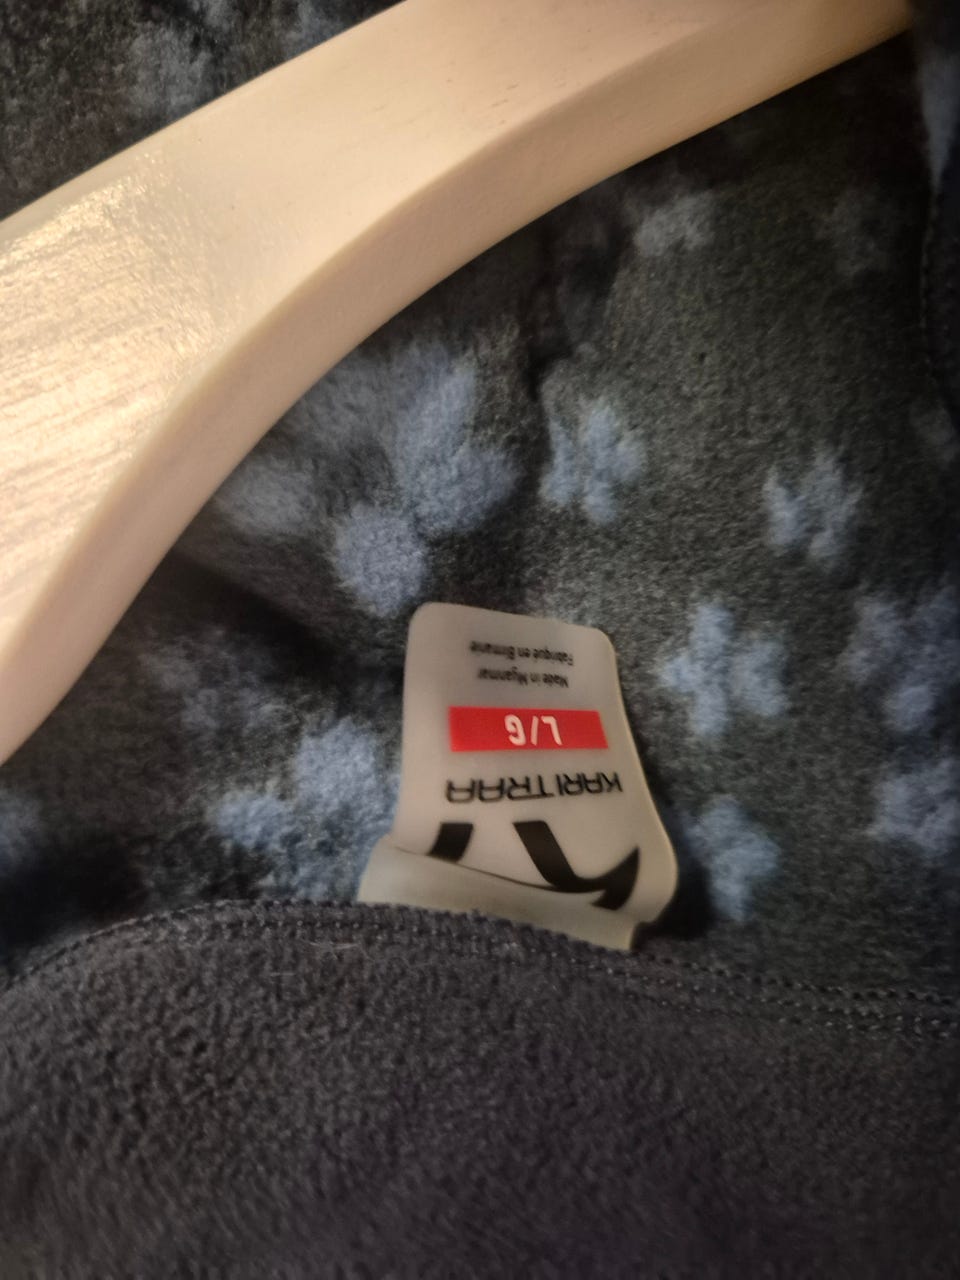 KARI TRAA
L/G
Made in Myanmar
Fabriqué en Birmanie